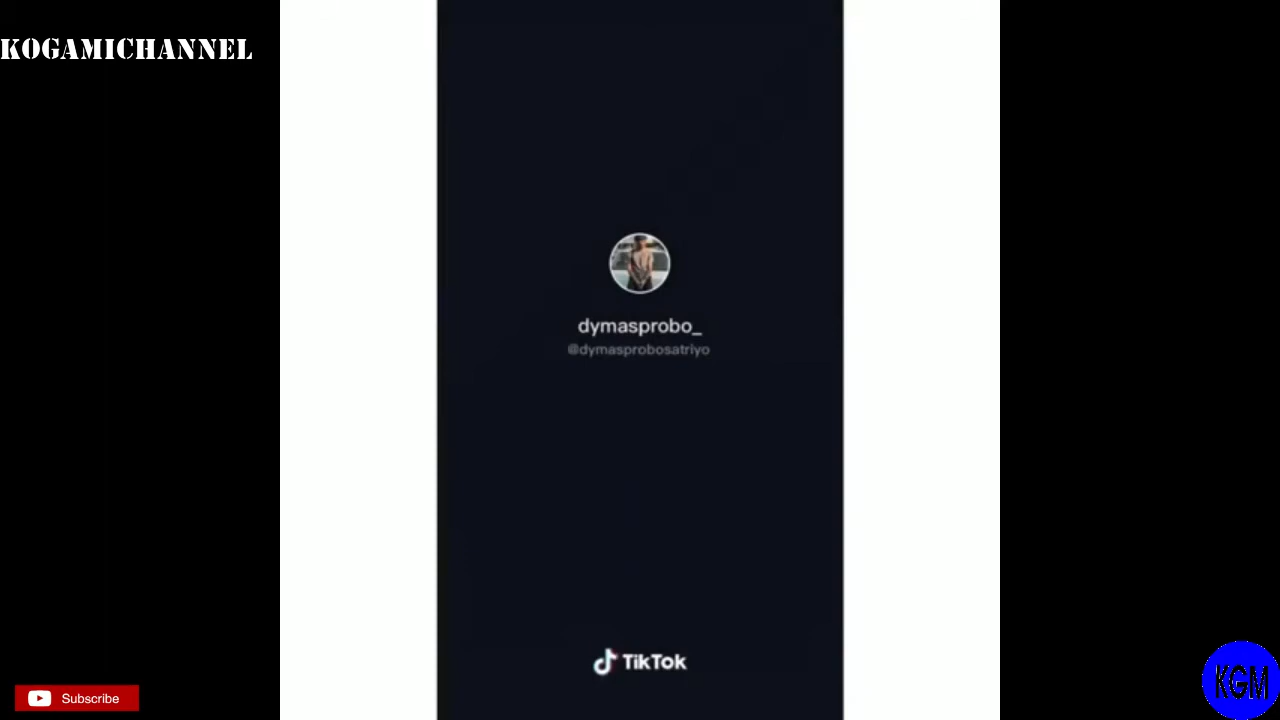 KOGAMICHANNEL
dymasprobo_
@dymasprobosatriyo
TikTok
Subscribe
KGM